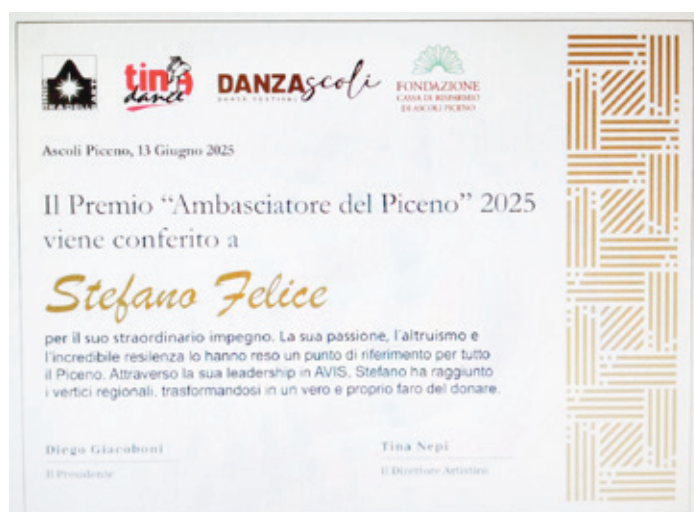 tina
dance
DANZAscoli
DANZA FESTIVAL
FONDAZIONE
CASSA DI RISPARMIO
DI ASCOLI PICENO
Ascoli Piceno, 13 Giugno 2025
Il Premio “Ambasciatore del Piceno” 2025
viene conferito a
Stefano Felice
per il suo straordinario impegno. La sua passione, l'altruismo e
l'incredibile resilenza lo hanno reso un punto di riferimento per tutto
il Piceno. Attraverso la sua leadership in AVIS, Stefano ha raggiunto
i vertici regionali, trasformandosi in un vero e proprio faro del donare.
Diego Giacoboni
Il Presidente
Tina Nepi
Il Direttore Artistico